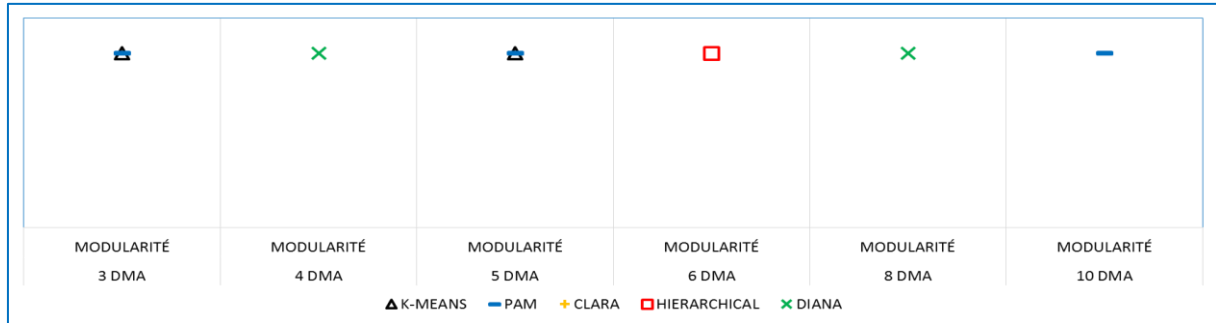 MODULARITÉ MODULARITÉ MODULARITÉ MODULARITÉ MODULARITÉ MODULARITÉ
3 DMA 4 DMA 5 DMA 6 DMA 8 DMA 10 DMA
K-MEANS PAM CLARA HIERARCHICAL DIANA